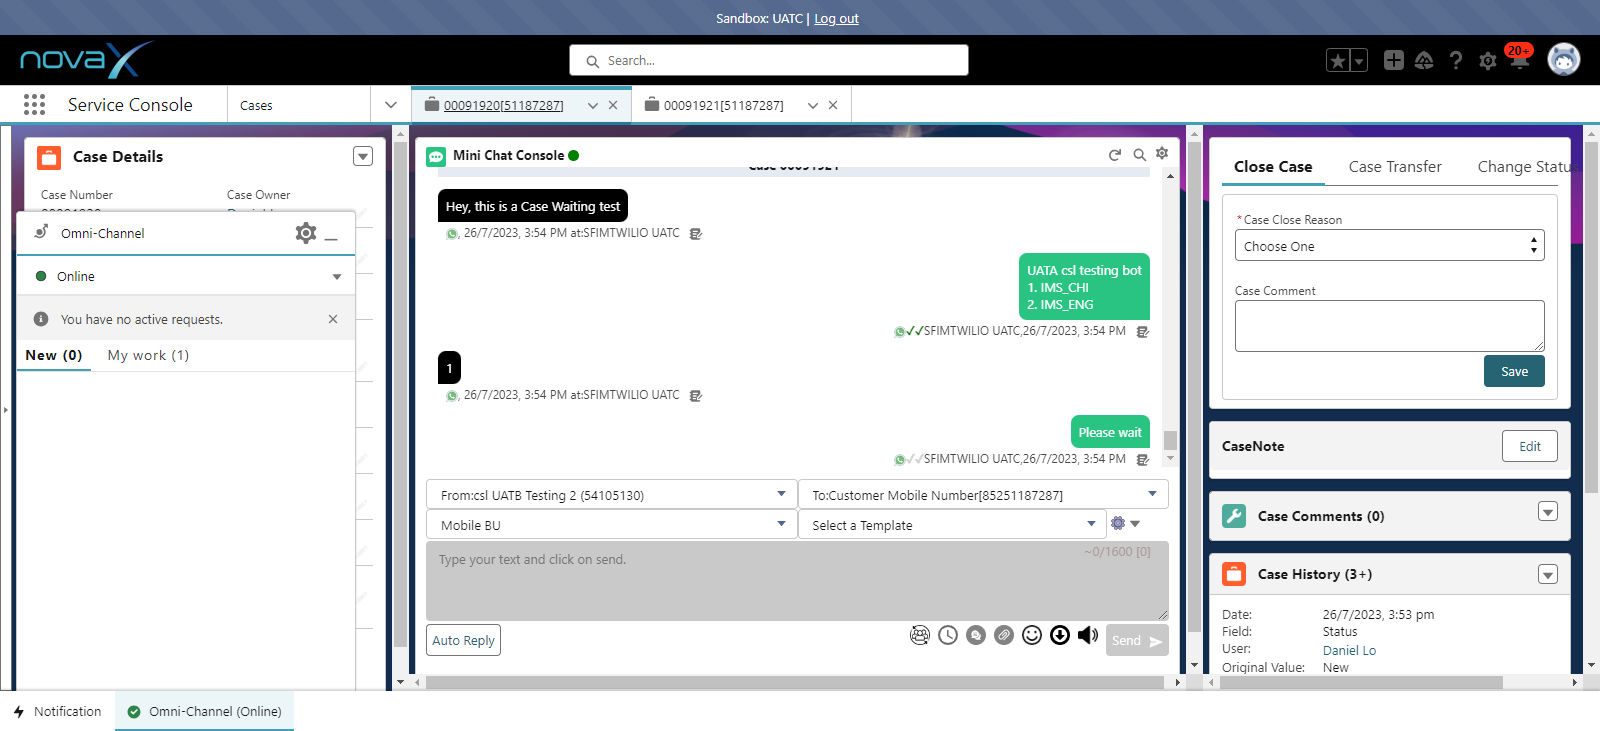 Sandbox: UATC | Log out
novaX
Search...
20+
Service Console
Cases
00091920[51187287]
00091921[51187287]
Case Details
Case Number
Case Owner
Omni-Channel
Online
You have no active requests.
New (0)
My work (1)
Mini Chat Console
Hey, this is a Case Waiting test
, 26/7/2023, 3:54 PM at:SFIMTWILIO UATC
UATA csl testing bot
1. IMS_CHI
2. IMS_ENG
SFIMTWILIO UATC,26/7/2023, 3:54 PM
1
, 26/7/2023, 3:54 PM at:SFIMTWILIO UATC
Please wait
SFIMTWILIO UATC,26/7/2023, 3:54 PM
From:csl UATB Testing 2 (54105130)
To:Customer Mobile Number[85251187287]
Mobile BU
Select a Template
Type your text and click on send.
~0/1600 [0]
Auto Reply
Send
Close Case
Case Transfer
Change Statu
*Case Close Reason
Choose One
Case Comment
Save
CaseNote
Edit
Case Comments (0)
Case History (3+)
Date:
26/7/2023, 3:53 pm
Field:
Status
User:
Daniel Lo
Original Value:
New
Notification
Omni-Channel (Online)